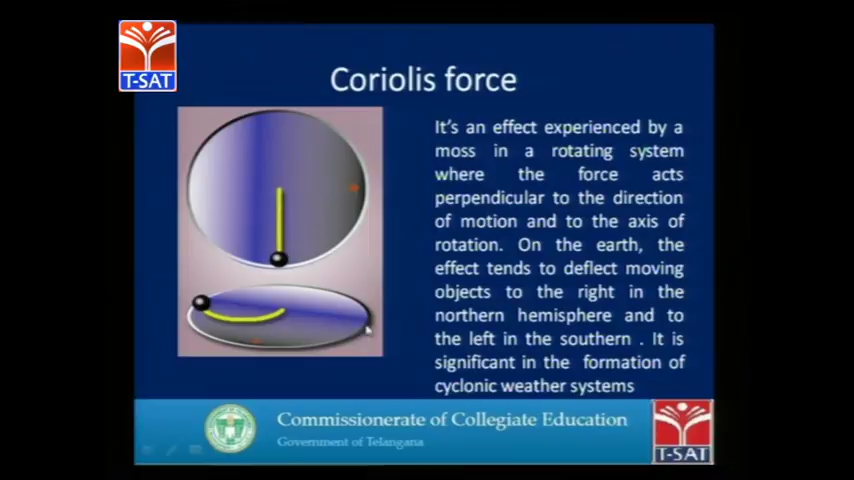 T-SAT
Coriolis force
It's an effect experienced by a
moss in a rotating system
where the force acts
perpendicular to the direction
of motion and to the axis of
rotation. On the earth, the
effect tends to deflect moving
objects to the right in the
northern hemisphere and to
the left in the southern . It is
significant in the formation of
cyclonic weather systems
Commissionerate of Collegiate Education
Government of Telangana
T-SAT